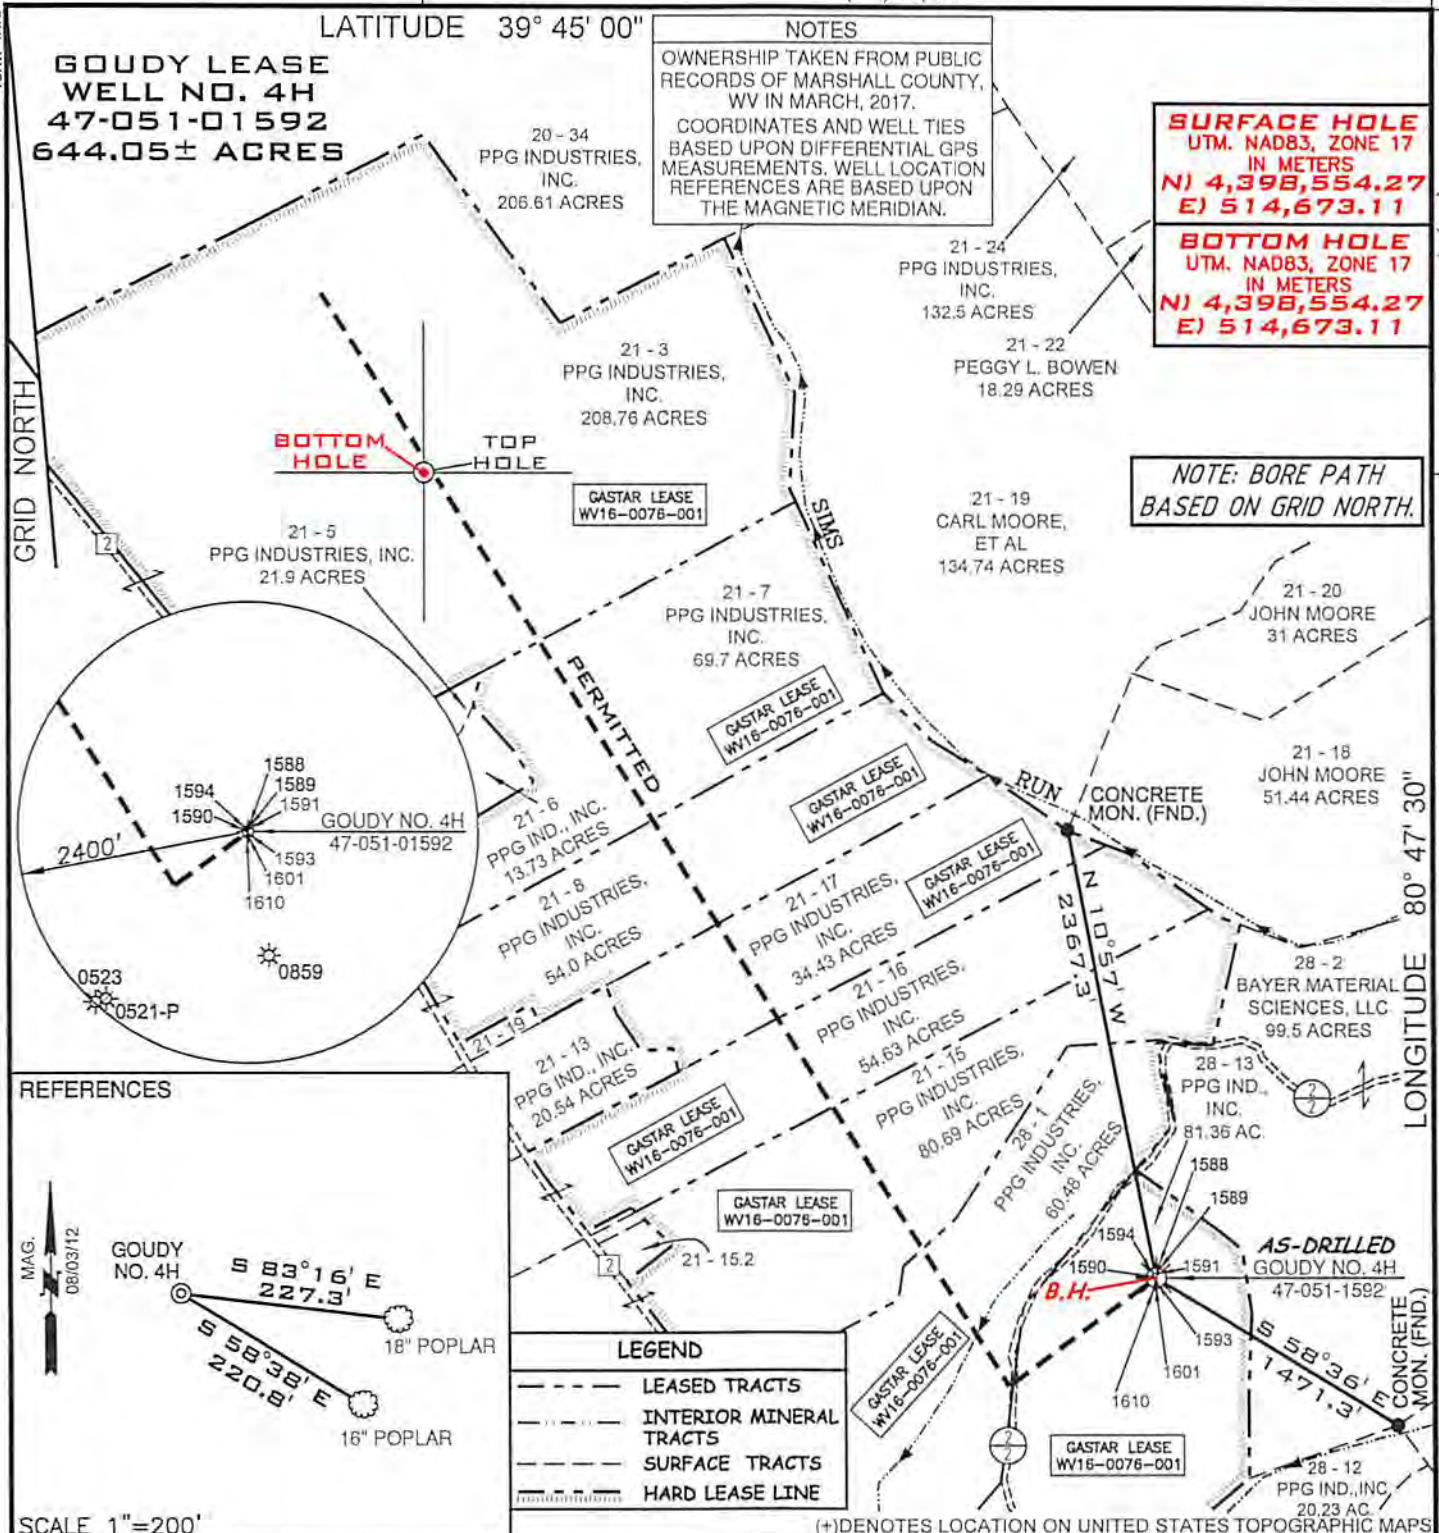 LATITUDE 39° 45' 00"
GOUDY LEASE
WELL NO. 4H
47-051-01592
644.05± ACRES
NOTES
OWNERSHIP TAKEN FROM PUBLIC
RECORDS OF MARSHALL COUNTY,
WV IN MARCH, 2017.
COORDINATES AND WELL TIES
BASED UPON DIFFERENTIAL GPS
MEASUREMENTS. WELL LOCATION
REFERENCES ARE BASED UPON
THE MAGNETIC MERIDIAN.
SURFACE HOLE
UTM. NAD83, ZONE 17
IN METERS
N) 4,398,554.27
E) 514,673.11
BOTTOM HOLE
UTM. NAD83, ZONE 17
IN METERS
N) 4,398,554.27
E) 514,673.11
20 - 34
PPG INDUSTRIES,
INC.
206.61 ACRES
21 - 24
PPG INDUSTRIES,
INC.
132.5 ACRES
21 - 22
PEGGY L. BOWEN
18.29 ACRES
21 - 3
PPG INDUSTRIES,
INC.
208.76 ACRES
GRID NORTH
BOTTOM
HOLE
TOP
HOLE
GASTAR LEASE
WV16-0076-001
NOTE: BORE PATH
BASED ON GRID NORTH.
21 - 19
CARL MOORE,
ET AL
134.74 ACRES
SIMS
21 - 5
PPG INDUSTRIES, INC.
21.9 ACRES
2
21 - 7
PPG INDUSTRIES,
INC.
69.7 ACRES
21 - 20
JOHN MOORE
31 ACRES
PERMITTED
GASTAR LEASE
WV16-0076-001
21 - 18
JOHN MOORE
51.44 ACRES
GASTAR LEASE
WV16-0076-001
RUN
CONCRETE
MON. (FND.)
LONGITUDE 80° 47' 30"
1588
1589
1591
1594
1590
GOUDY NO. 4H
47-051-01592
2400'
1593
1601
1610
0859
0523
0521-P
21 - 6
PPG IND., INC.
13.73 ACRES
21 - 8
PPG INDUSTRIES,
INC.
54.0 ACRES
GASTAR LEASE
WV16-0076-001
21 - 17
PPG INDUSTRIES,
INC.
34.43 ACRES
N 10°57' W
2367.3'
21 - 16
PPG INDUSTRIES,
INC.
54.63 ACRES
28 - 2
BAYER MATERIAL
SCIENCES, LLC
99.5 ACRES
21 - 19
21 - 13
PPG IND., INC.
20.54 ACRES
21 - 15
PPG INDUSTRIES,
INC.
80.69 ACRES
28 - 13
PPG IND.,
INC.
81.36 AC.
2
2
GASTAR LEASE
WV16-0076-001
28 - 1
PPG INDUSTRIES,
INC.
60.48 ACRES
GASTAR LEASE
WV16-0076-001
21 - 15.2
2
1588
1589
1594
1590
1591
B.H.
AS-DRILLED
GOUDY NO. 4H
47-051-1592
1593
1601
1610
S 58°36' E
1471.3'
CONCRETE
MON. (FND.)
GASTAR LEASE
WV16-0076-001
2
2
GASTAR LEASE
WV16-0076-001
28 - 12
PPG IND., INC.
20.23 AC.
REFERENCES
MAG.
N
08/03/12
GOUDY
NO. 4H
S 83°16' E
227.3'
18" POPLAR
S 58°38' E
220.8'
16" POPLAR
SCALE 1"=200'
LEGEND
LEASED TRACTS
INTERIOR MINERAL
TRACTS
SURFACE TRACTS
HARD LEASE LINE
(+)DENOTES LOCATION ON UNITED STATES TOPOGRAPHIC MAPS